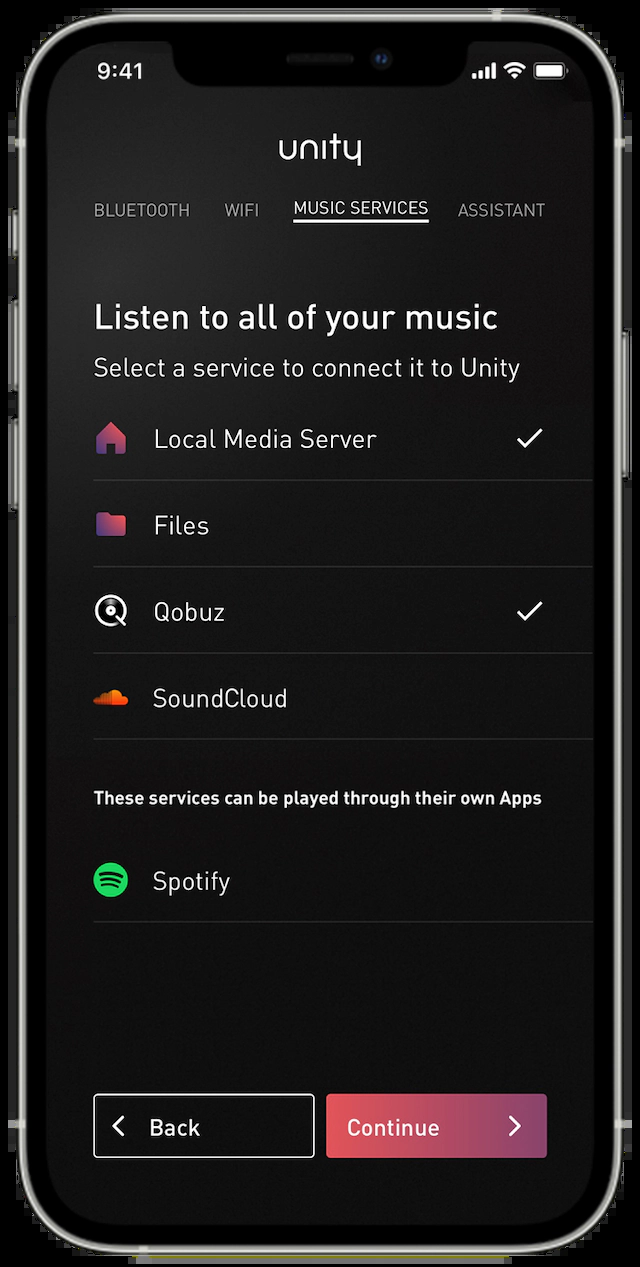 9:41
unity
BLUETOOTH WIFI MUSIC SERVICES ASSISTANT
Listen to all of your music
Select a service to connect it to Unity
Local Media Server
Files
Qobuz
SoundCloud
These services can be played through their own Apps
Spotify
Back Continue